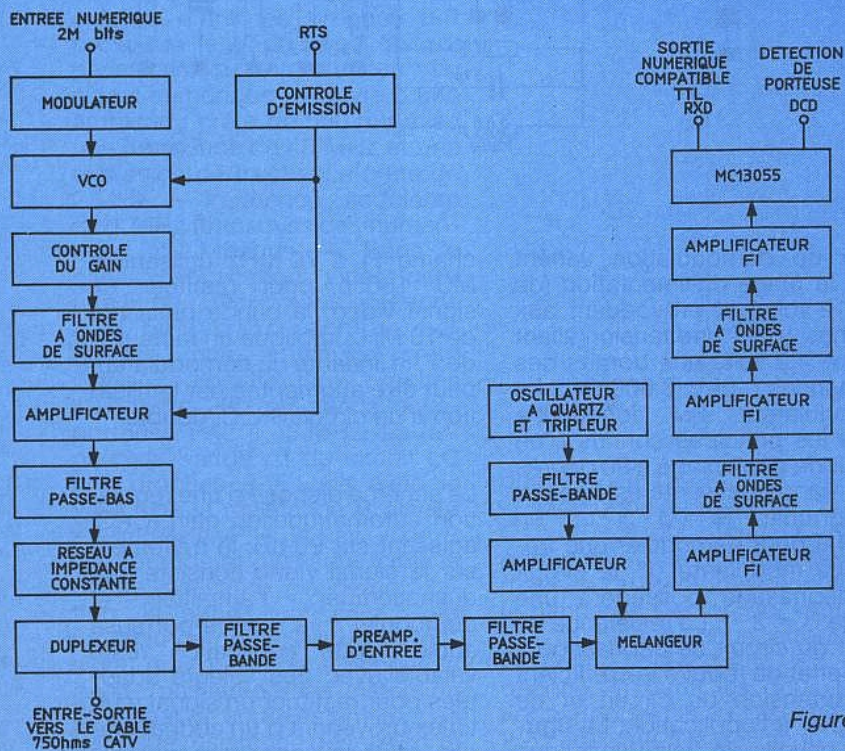 ENTREE NUMERIQUE
2M bits
MODULATEUR
VCO
CONTROLE
DU GAIN
FILTRE
A ONDES
DE SURFACE
AMPLIFICATEUR
FILTRE
PASSE-BAS
RESEAU A
IMPEDANCE
CONSTANTE
DUPLEXEUR
ENTRE-SORTIE
VERS LE CABLE
750hms CATV
RTS
CONTROLE
D'EMISSION
FILTRE
PASSE-
BANDE
PREAMP.
D'ENTREE
FILTRE
PASSE-
BANDE
OSCILLATEUR
A QUARTZ
ET TRIPLEUR
FILTRE
PASSE-BANDE
AMPLIFICATEUR
MELANGEUR
SORTIE
NUMERIQUE
COMPATIBLE
TTL
RXD
DETECTION
DE
PORTEUSE
DCD
MC13055
AMPLIFICATEUR
FI
FILTRE
A ONDES
DE SURFACE
AMPLIFICATEUR
FI
FILTRE
A ONDES
DE SURFACE
AMPLIFICATEUR
FI
Figure